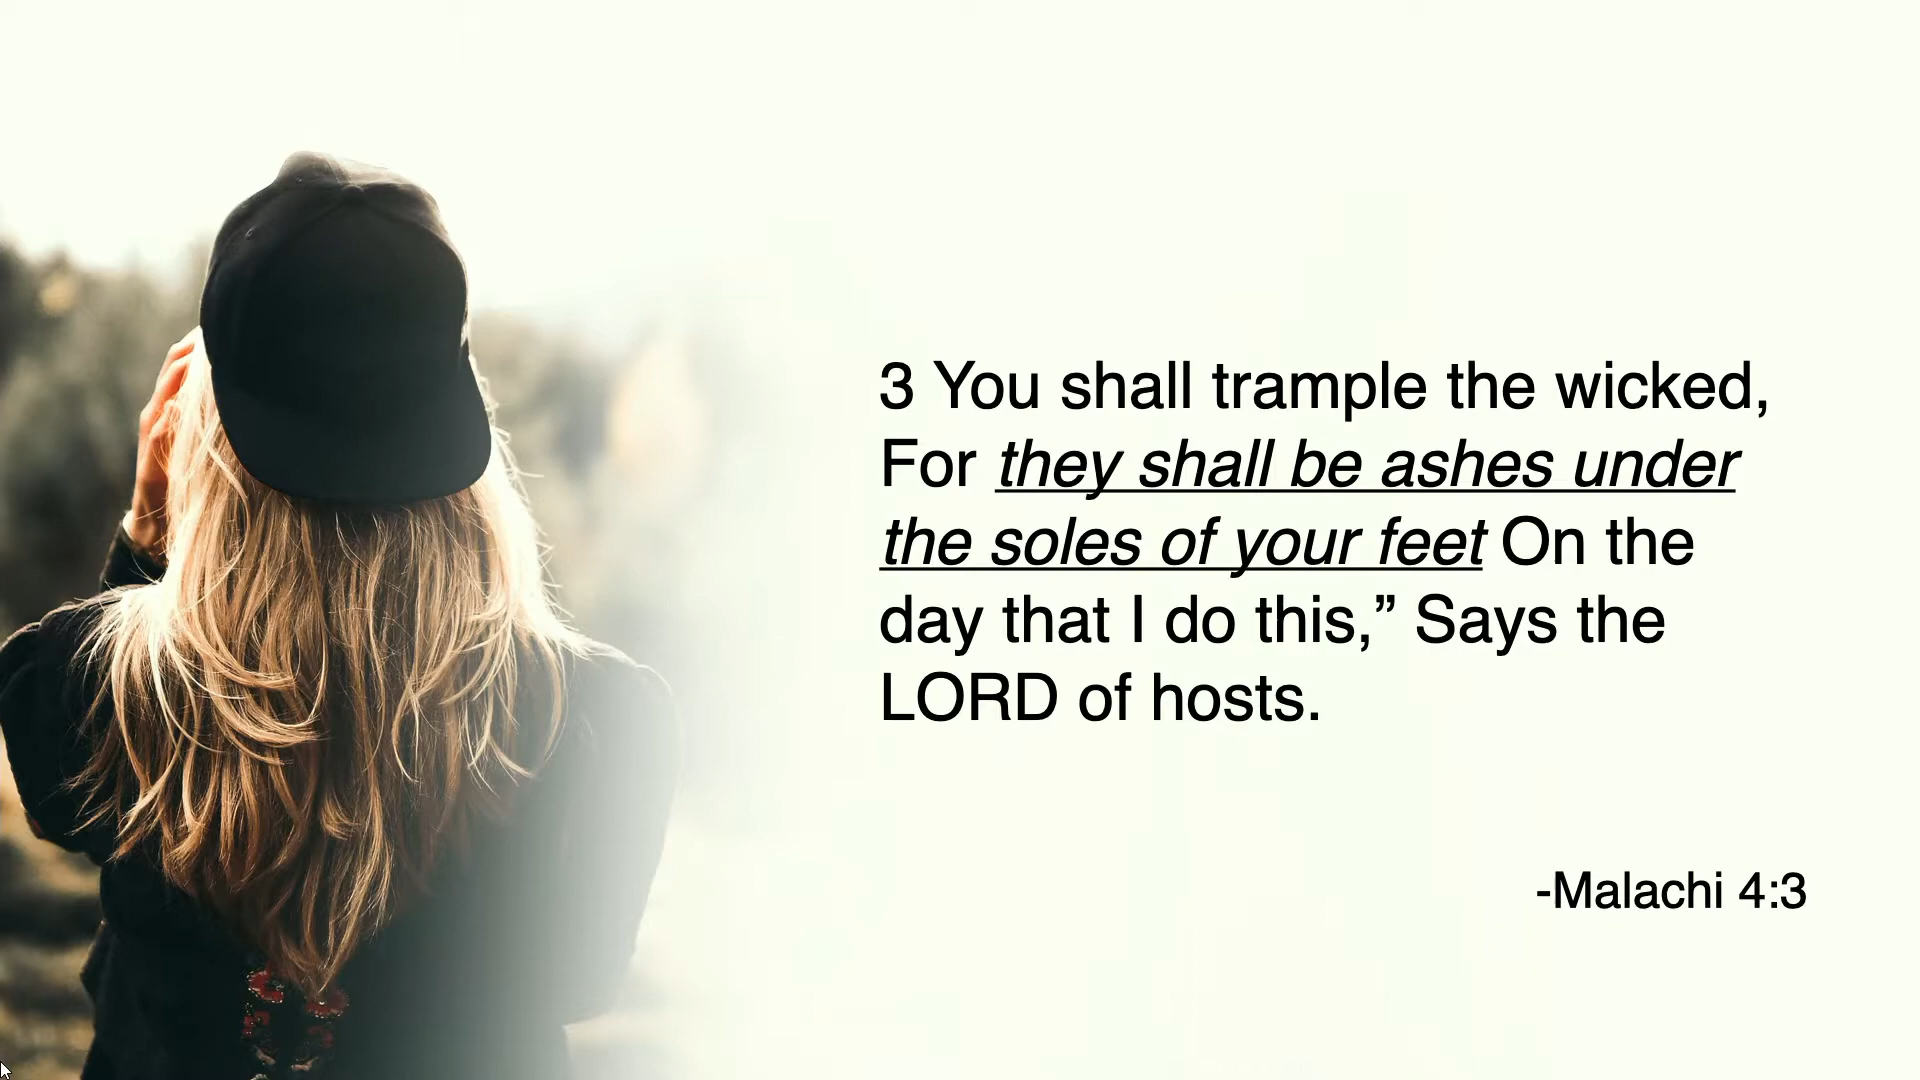 3 You shall trample the wicked,
For they shall be ashes under
the soles of your feet On the
day that I do this,” Says the
LORD of hosts.
-Malachi 4:3